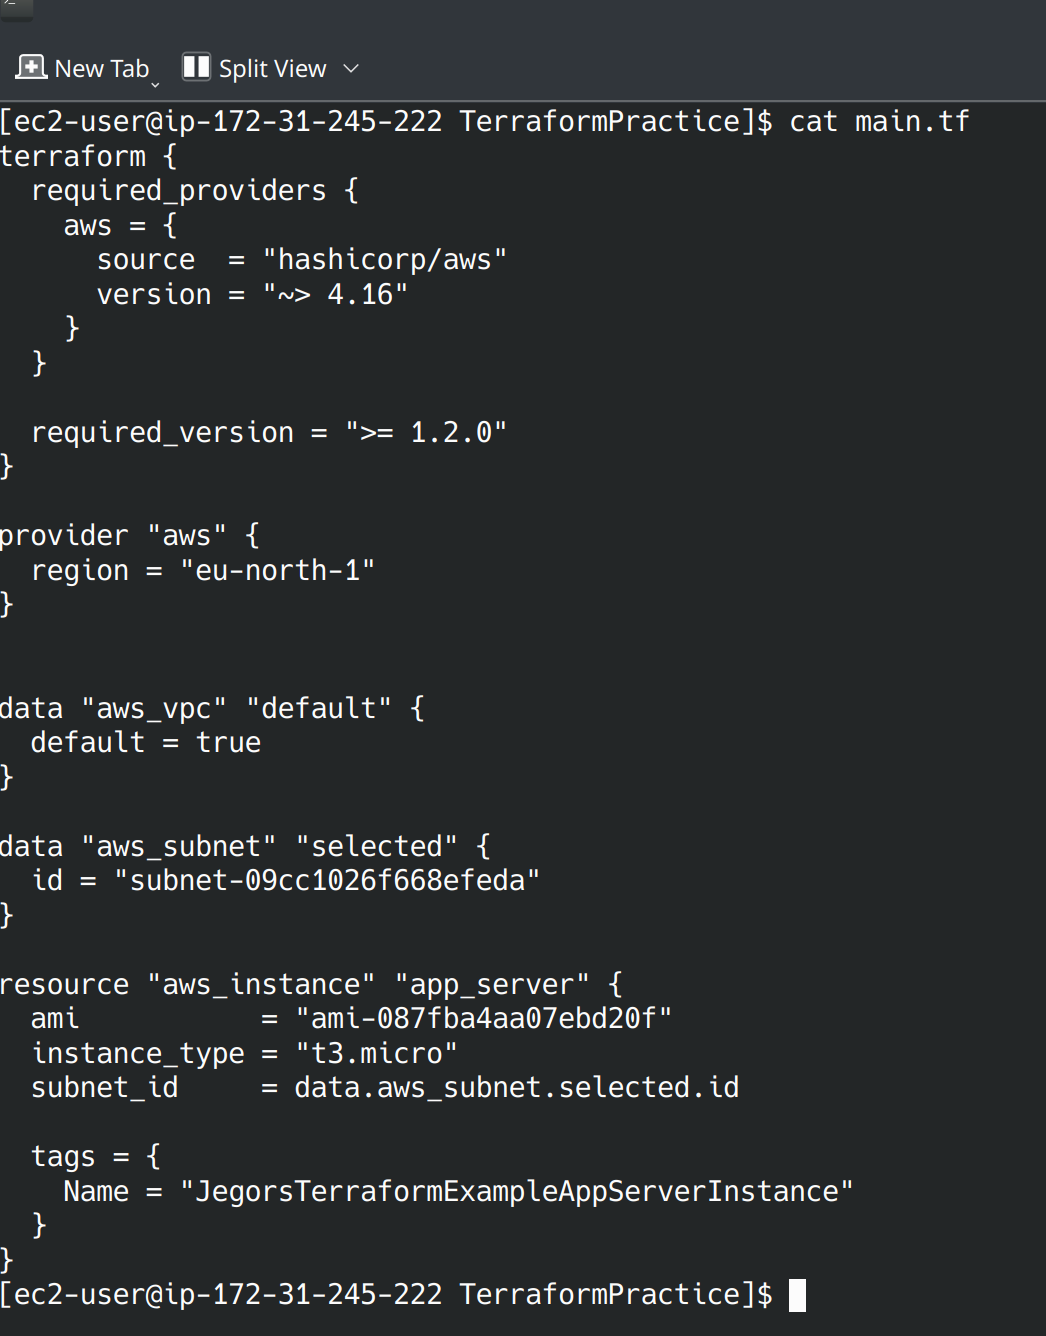 New Tab Split View
[ec2-user@ip-172-31-245-222 TerraformPractice]$ cat main.tf
terraform {
  required_providers {
    aws = {
      source  = "hashicorp/aws"
      version = "~> 4.16"
    }
  }

  required_version = ">= 1.2.0"
}

provider "aws" {
  region = "eu-north-1"
}


data "aws_vpc" "default" {
  default = true
}

data "aws_subnet" "selected" {
  id = "subnet-09cc1026f668efeda"
}

resource "aws_instance" "app_server" {
  ami           = "ami-087fba4aa07ebd20f"
  instance_type = "t3.micro"
  subnet_id     = data.aws_subnet.selected.id

  tags = {
    Name = "JegorsTerraformExampleAppServerInstance"
  }
}
[ec2-user@ip-172-31-245-222 TerraformPractice]$